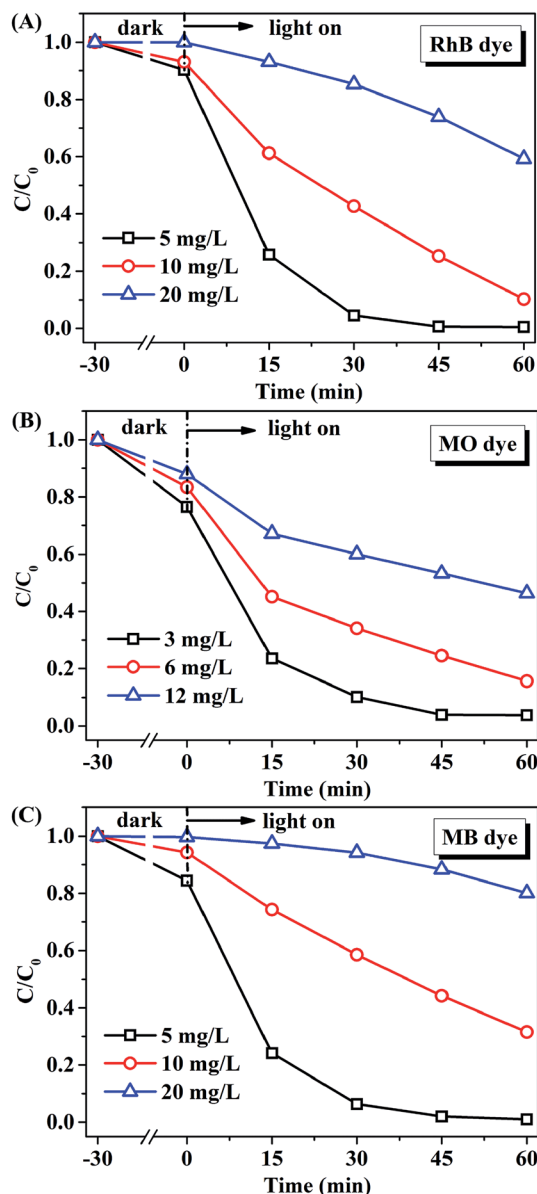 (A)
dark
light on
RhB dye
C/C0
1.0
0.8
0.6
0.4
0.2
0.0
5 mg/L
10 mg/L
20 mg/L
-30 0 15 30 45 60
Time (min)
(B)
dark
light on
MO dye
C/C0
1.0
0.8
0.6
0.4
0.2
0.0
3 mg/L
6 mg/L
12 mg/L
-30 0 15 30 45 60
Time (min)
(C)
dark
light on
MB dye
C/C0
1.0
0.8
0.6
0.4
0.2
0.0
5 mg/L
10 mg/L
20 mg/L
-30 0 15 30 45 60
Time (min)